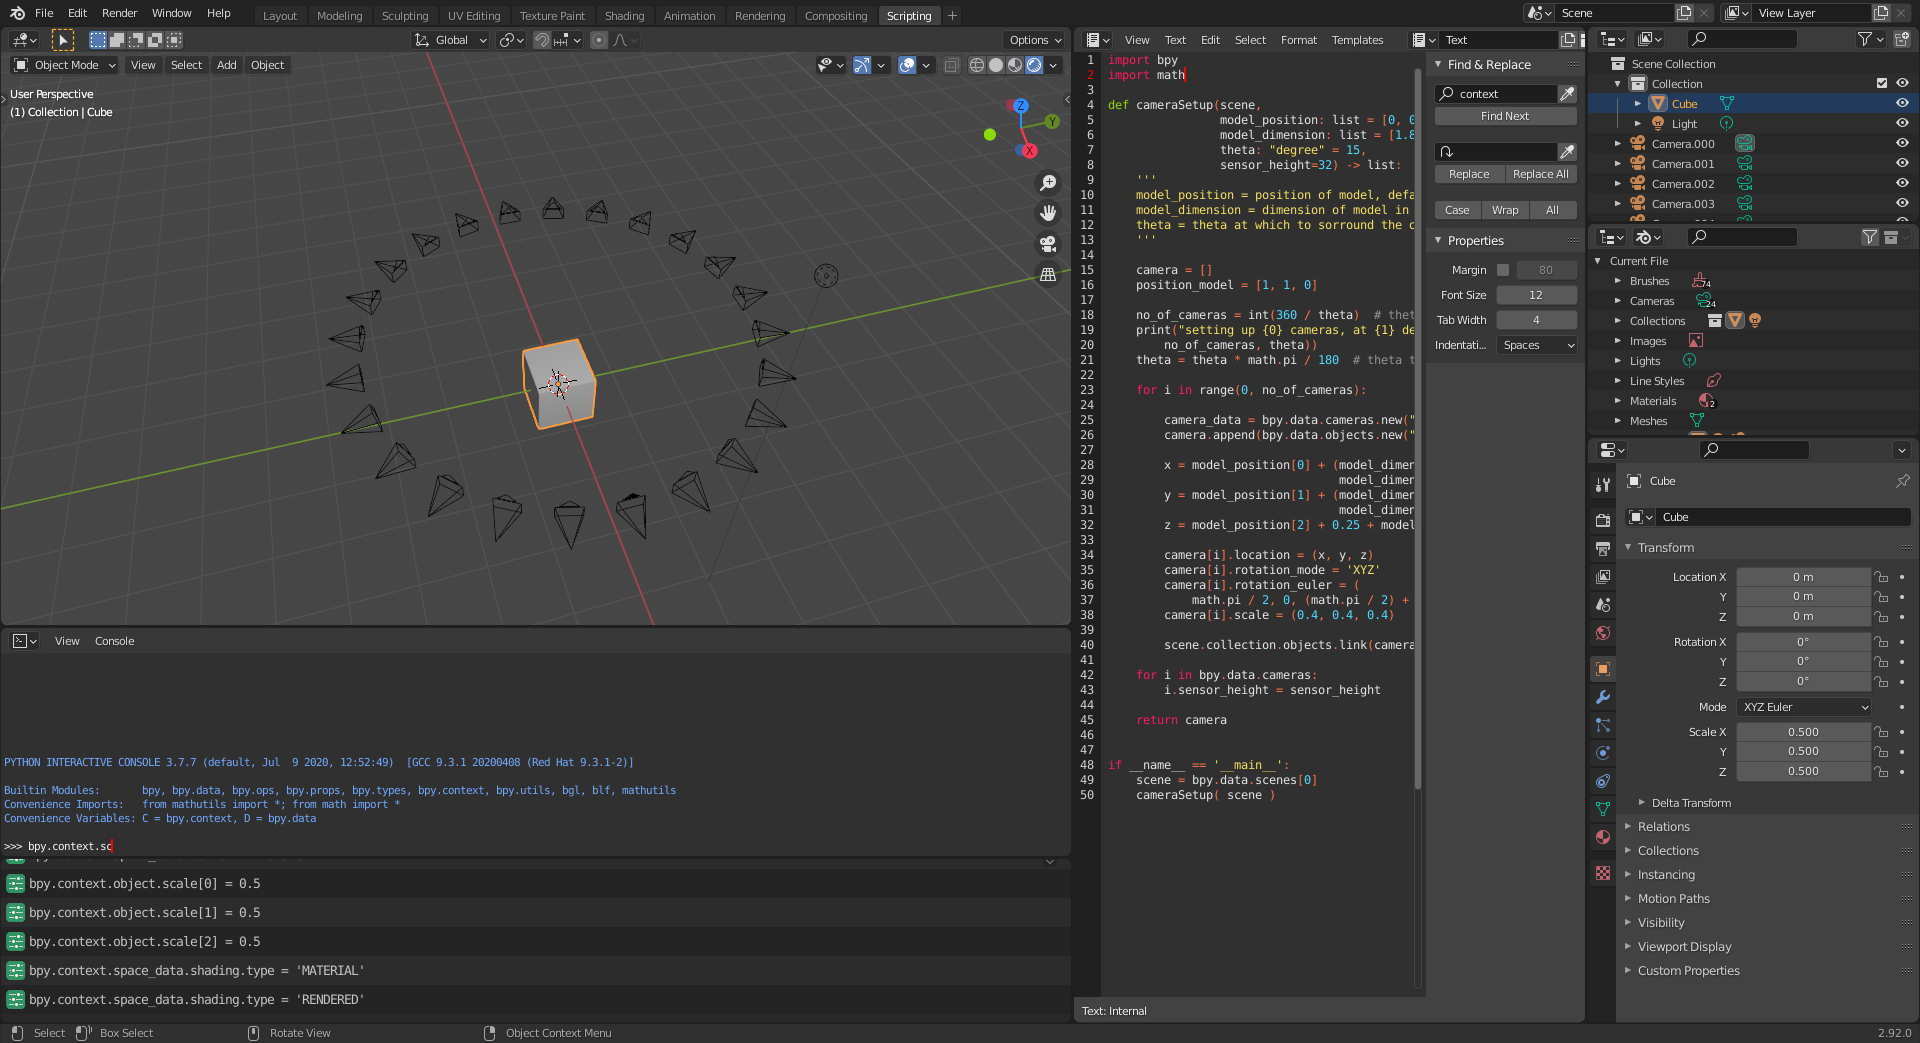 File Edit Render Window Help
Layout Modeling Sculpting UV Editing Texture Paint Shading Animation Rendering Compositing Scripting +
Scene
View Layer
Global
Options
Object Mode View Select Add Object
User Perspective
(1) Scene Collection | Cube
Z
Y
X
View Console
PYTHON INTERACTIVE CONSOLE 3.7.7 (default, Jul  9 2020, 12:52:49)  [GCC 9.3.1 20200408 (Red Hat 9.3.1-2)]
Builtin Modules:       bpy, bpy.data, bpy.ops, bpy.props, bpy.types, bpy.context, bpy.utils, bgl, blf, mathutils
Convenience Imports:   from mathutils import *; from math import *
Convenience Variables: C = bpy.context, D = bpy.data
>>> bpy.context.sc
bpy.context.object.scale[0] = 0.5
bpy.context.object.scale[1] = 0.5
bpy.context.object.scale[2] = 0.5
bpy.context.space_data.shading.type = 'MATERIAL'
bpy.context.space_data.shading.type = 'RENDERED'
View Text Edit Select Format Templates
Text
1 import bpy
2 import math
3
4 def cameraSetup(scene,
5 model_position: list = [0, 0
6 model_dimension: list = [1.8
7 theta: "degree" = 15,
8 sensor_height=32) -> list:
9 '''
10 model_position = position of model, defa
11 model_dimension = dimension of model in
12 theta = theta at which to sorround the
13 '''
14
15 camera = []
16 position_model = [1, 1, 0]
17
18 no_of_cameras = int(360 / theta)  # thet
19 print("setting up {0} cameras, at {1} de
20 no_of_cameras, theta))
21 theta = theta * math.pi / 180  # theta t
22
23 for i in range(0, no_of_cameras):
24
25 camera_data = bpy.data.cameras.new("
26 camera.append(bpy.data.objects.new("
27
28 x = model_position[0] + (model_dimer
29 model_dimer
30 y = model_position[1] + (model_dimer
31 model_dimer
32 z = model_position[2] + 0.25 + model
33
34 camera[i].location = (x, y, z)
35 camera[i].rotation_mode = 'XYZ'
36 camera[i].rotation_euler = (
37 math.pi / 2, 0, (math.pi / 2) +
38 camera[i].scale = (0.4, 0.4, 0.4)
39
40 scene.collection.objects.link(camera
41
42 for i in bpy.data.cameras:
43 i.sensor_height = sensor_height
44
45 return camera
46
47
48 if __name__ == '__main__':
49 scene = bpy.data.scenes[0]
50 cameraSetup( scene )
Text: Internal
Find & Replace
context
Find Next
Replace Replace All
Case Wrap All
Properties
Margin 80
Font Size 12
Tab Width 4
Indentati... Spaces
Scene Collection
Collection
Cube
Light
Camera.000
Camera.001
Camera.002
Camera.003
Current File
Brushes 74
Cameras 24
Collections
Images
Lights
Line Styles
Materials 2
Meshes
Cube
Cube
Transform
Location X 0 m
Y 0 m
Z 0 m
Rotation X 0°
Y 0°
Z 0°
Mode XYZ Euler
Scale X 0.500
Y 0.500
Z 0.500
Delta Transform
Relations
Collections
Instancing
Motion Paths
Visibility
Viewport Display
Custom Properties
Select Box Select Rotate View Object Context Menu
2.92.0